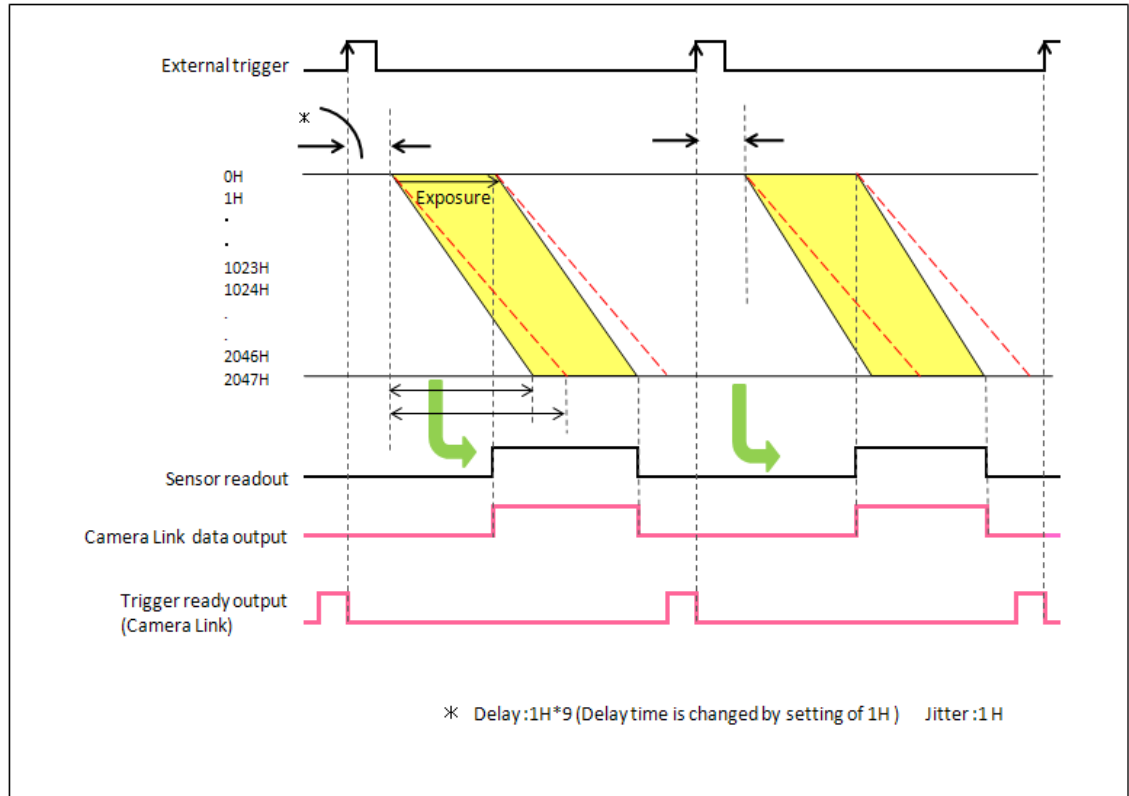 External trigger
*
0H
1H
.
.
1023H
1024H
.
.
2046H
2047H
Exposure
Sensor readout
Camera Link data output
Trigger ready output
(Camera Link)
* Delay :1H*9 (Delay time is changed by setting of 1H ) Jitter :1 H